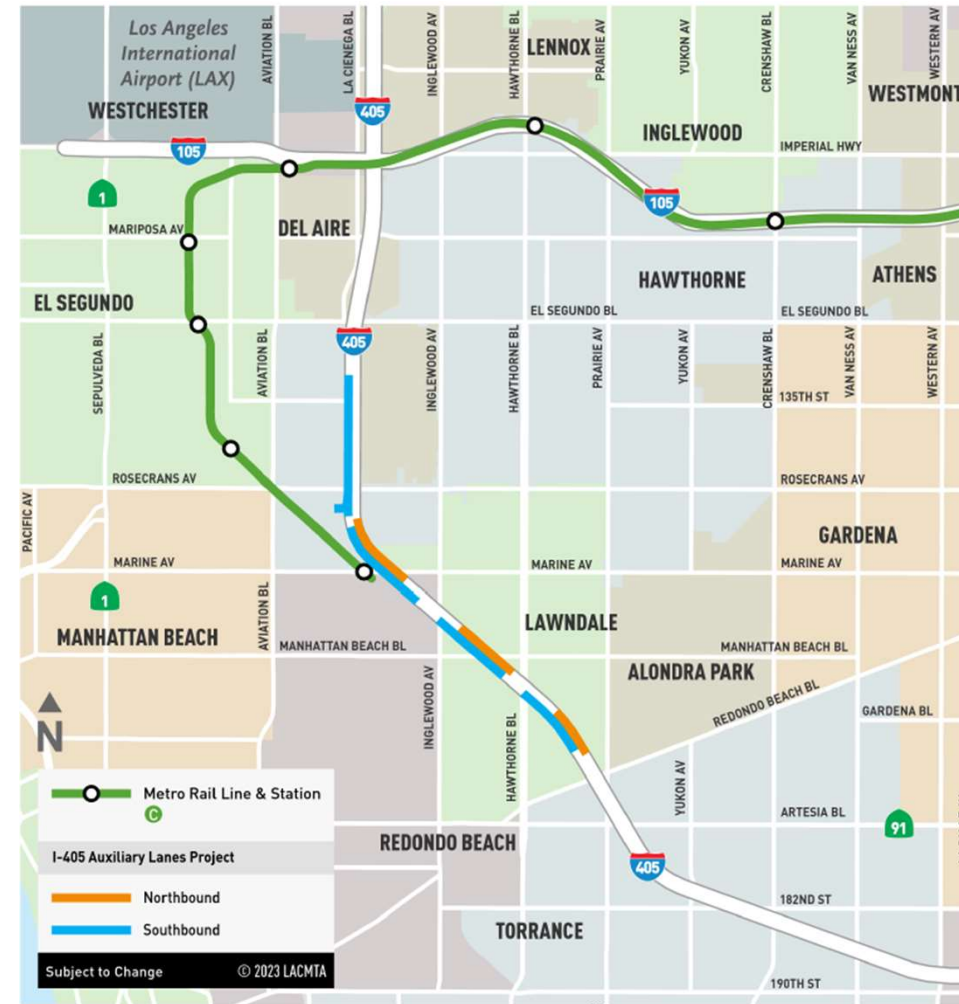 Los Angeles
International
Airport (LAX)
WESTCHESTER
AVIATION BL
LA CIENEGA BL
405
INGLEWOOD AV
HAWTHORNE BL
LENNOX
PRAIRIE AV
YUKON AV
CRENSHAW BL
VAN NESS AV
WESTERN AV
WESTMONT
INGLEWOOD
IMPERIAL HWY
105
1
105
MARIPOSA AV
DEL AIRE
HAWTHORNE
ATHENS
EL SEGUNDO
EL SEGUNDO BL
EL SEGUNDO BL
405
SEPULVEDA BL
AVIATION BL
INGLEWOOD AV
HAWTHORNE BL
PRAIRIE AV
YUKON AV
CRENSHAW BL
VAN NESS AV
WESTERN AV
135TH ST
ROSECRANS AV
ROSECRANS AV
PACIFIC AV
GARDENA
MARINE AV
MARINE AV
MARINE AV
1
AVIATION BL
MANHATTAN BEACH
LAWNDALE
MANHATTAN BEACH BL
MANHATTAN BEACH BL
ALONDRA PARK
REDONDO BEACH BL
GARDENA BL
N
INGLEWOOD AV
HAWTHORNE BL
YUKON AV
ARTESIA BL
91
REDONDO BEACH
405
182ND ST
TORRANCE
190TH ST
Metro Rail Line & Station
C
I-405 Auxiliary Lanes Project
Northbound
Southbound
Subject to Change
© 2023 LACMTA